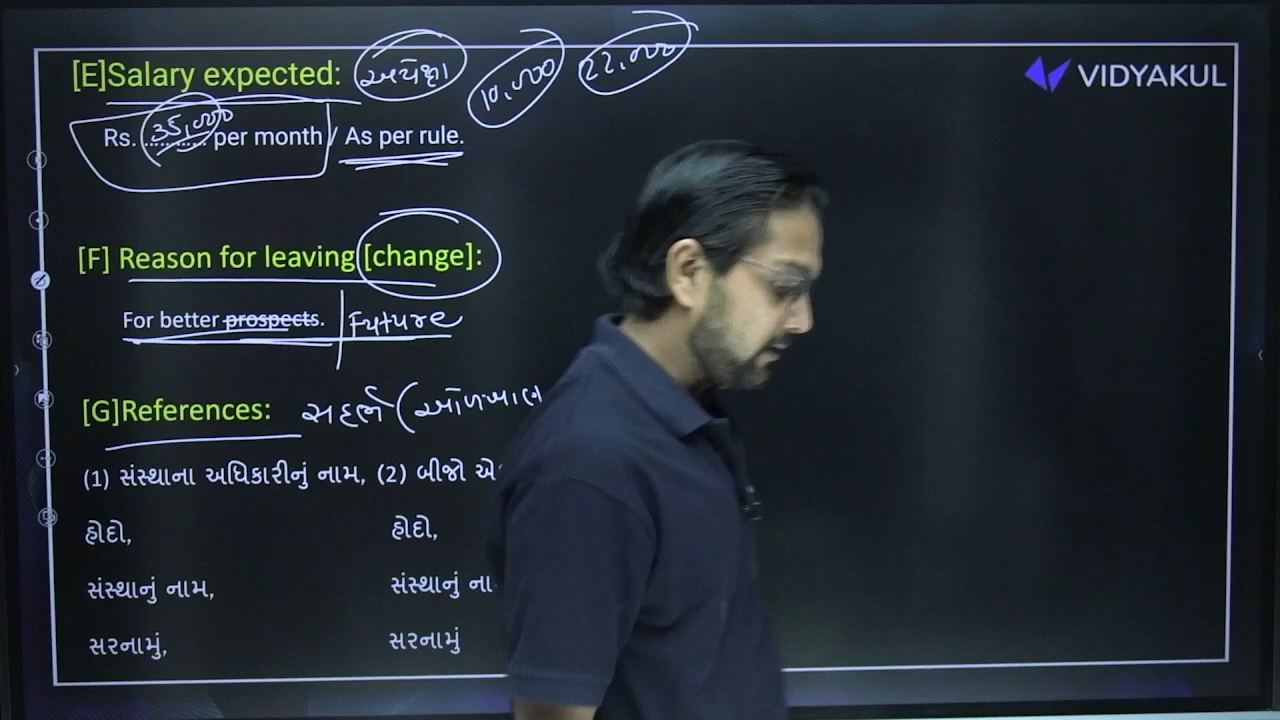 [E]Salary expected: અપેક્ષા 10,000 22,000
VIDYAKUL
Rs. 35,000 per month / As per rule.
[F] Reason for leaving [change]:
For better prospects. Future
[G]References: સંદર્ભ (ઓળખાણ
(1) સંસ્થાના અધિકારીનું નામ, (2) બીજો
હોદો, હોદો,
સંસ્થાનું નામ, સંસ્થાનું
સરનામું, સરનામું